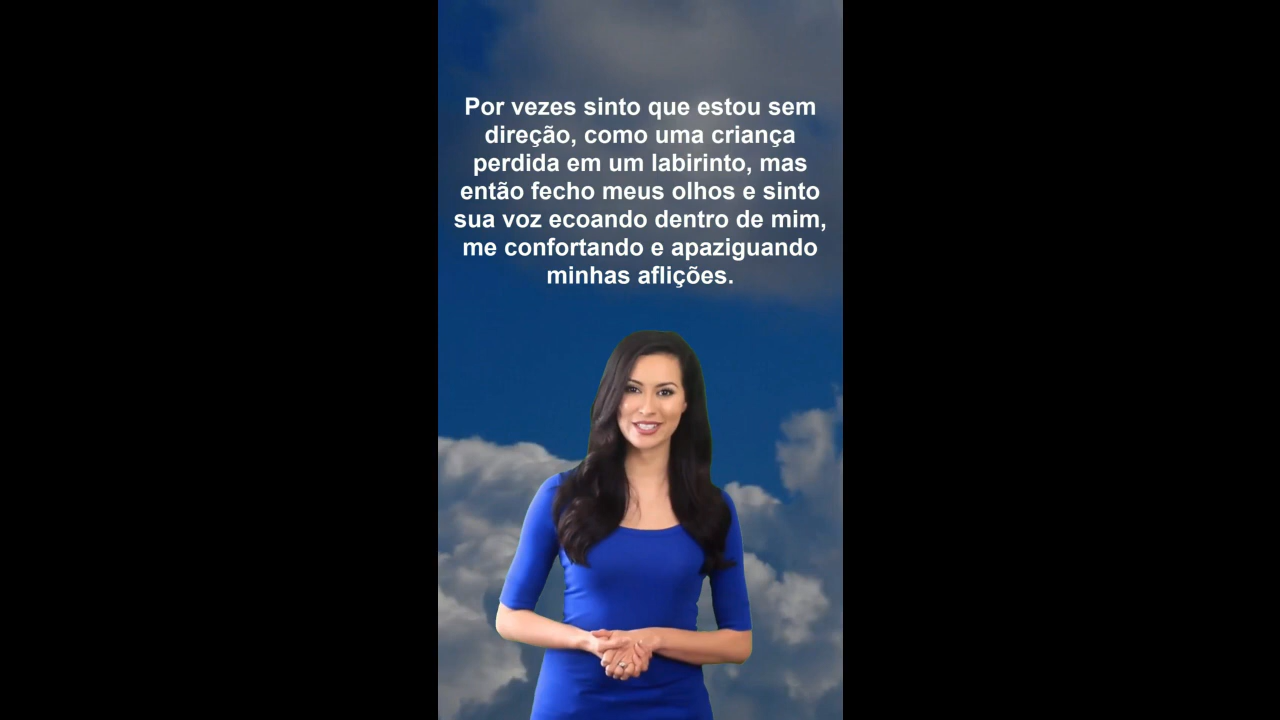 Por vezes sinto que estou sem
direção, como uma criança
perdida em um labirinto, mas
então fecho meus olhos e sinto
sua voz ecoando dentro de mim,
me confortando e apaziguando
minhas aflições.